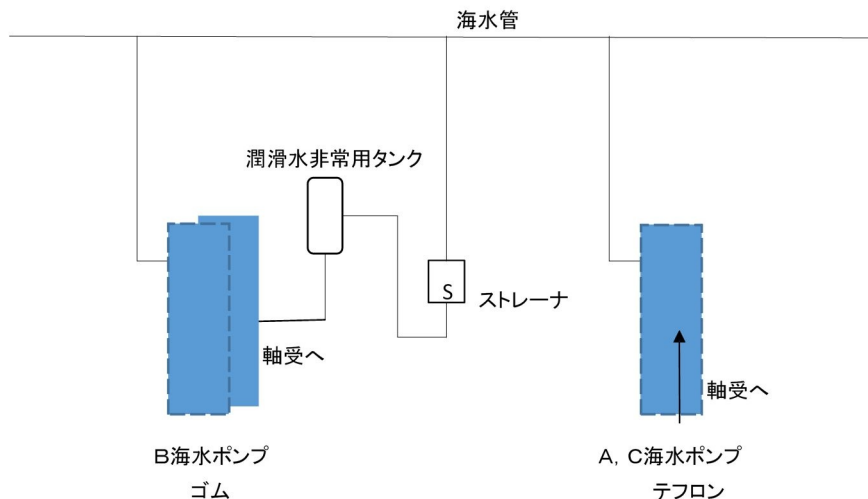 海水管
潤滑水非常用タンク
S
ストレーナ
軸受へ
軸受へ
B海水ポンプ
ゴム
A, C海水ポンプ
テフロン